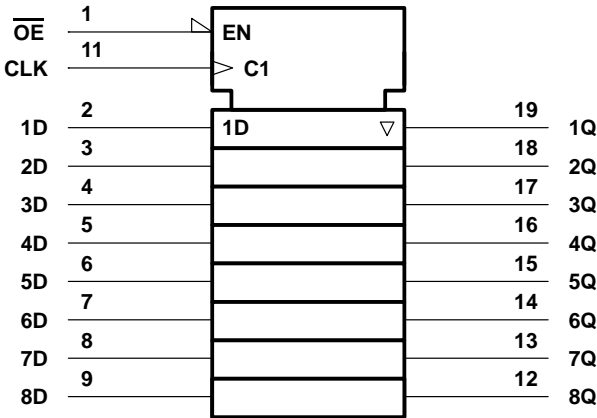 OE 1 EN
CLK 11 C1
1D 2 1D 19 1Q
2D 3 18 2Q
3D 4 17 3Q
4D 5 16 4Q
5D 6 15 5Q
6D 7 14 6Q
7D 8 13 7Q
8D 9 12 8Q